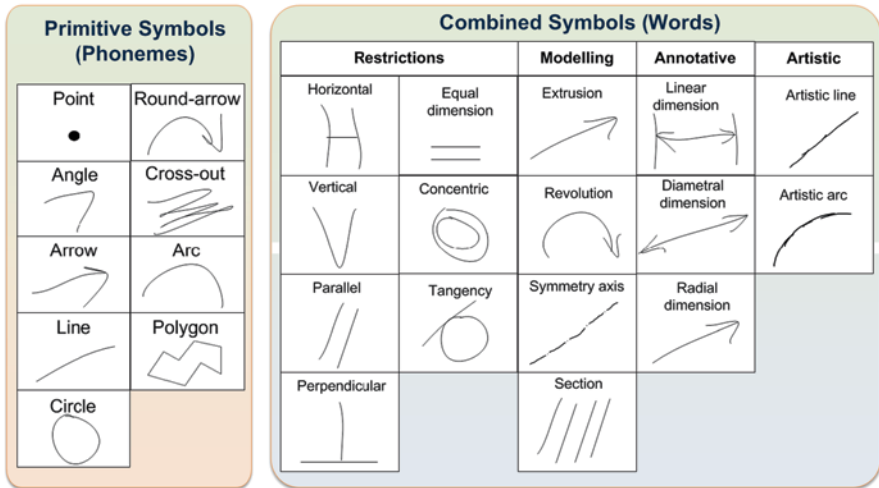 Primitive Symbols
(Phonemes)
Point
Round-arrow
Angle
Cross-out
Arrow
Arc
Line
Polygon
Circle
Combined Symbols (Words)
Restrictions
Modelling
Annotative
Artistic
Horizontal
Equal
dimension
Extrusion
Linear
dimension
Artistic line
Vertical
Concentric
Revolution
Diametral
dimension
Artistic arc
Parallel
Tangency
Symmetry axis
Radial
dimension
Perpendicular
Section